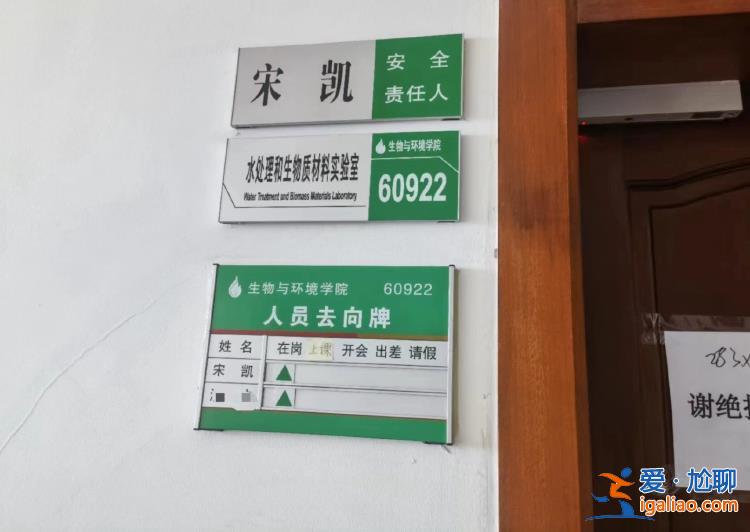 宋 凯
安 全
责任人
水处理和生物质材料实验室
Water Treatment and Biomass Materials Laboratory
生物与环境学院
60922
生物与环境学院 60922
人员去向牌
姓 名 在岗 上课 开会 出差 请假
宋 凯
谢绝
爱·尬聊
igaliao.com